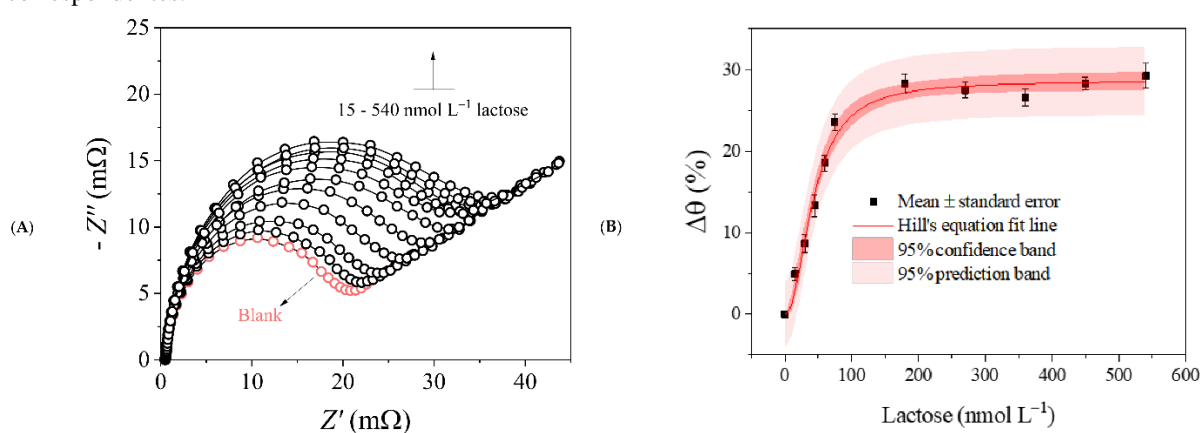 (A)
25
20
15
10
5
0
- Z″ (mΩ)
15 - 540 nmol L⁻¹ lactose
Blank
0 10 20 30 40
Z′ (mΩ)
(B)
30
20
10
0
Δθ (%)
Mean ± standard error
Hill's equation fit line
95% confidence band
95% prediction band
0 100 200 300 400 500 600
Lactose (nmol L⁻¹)